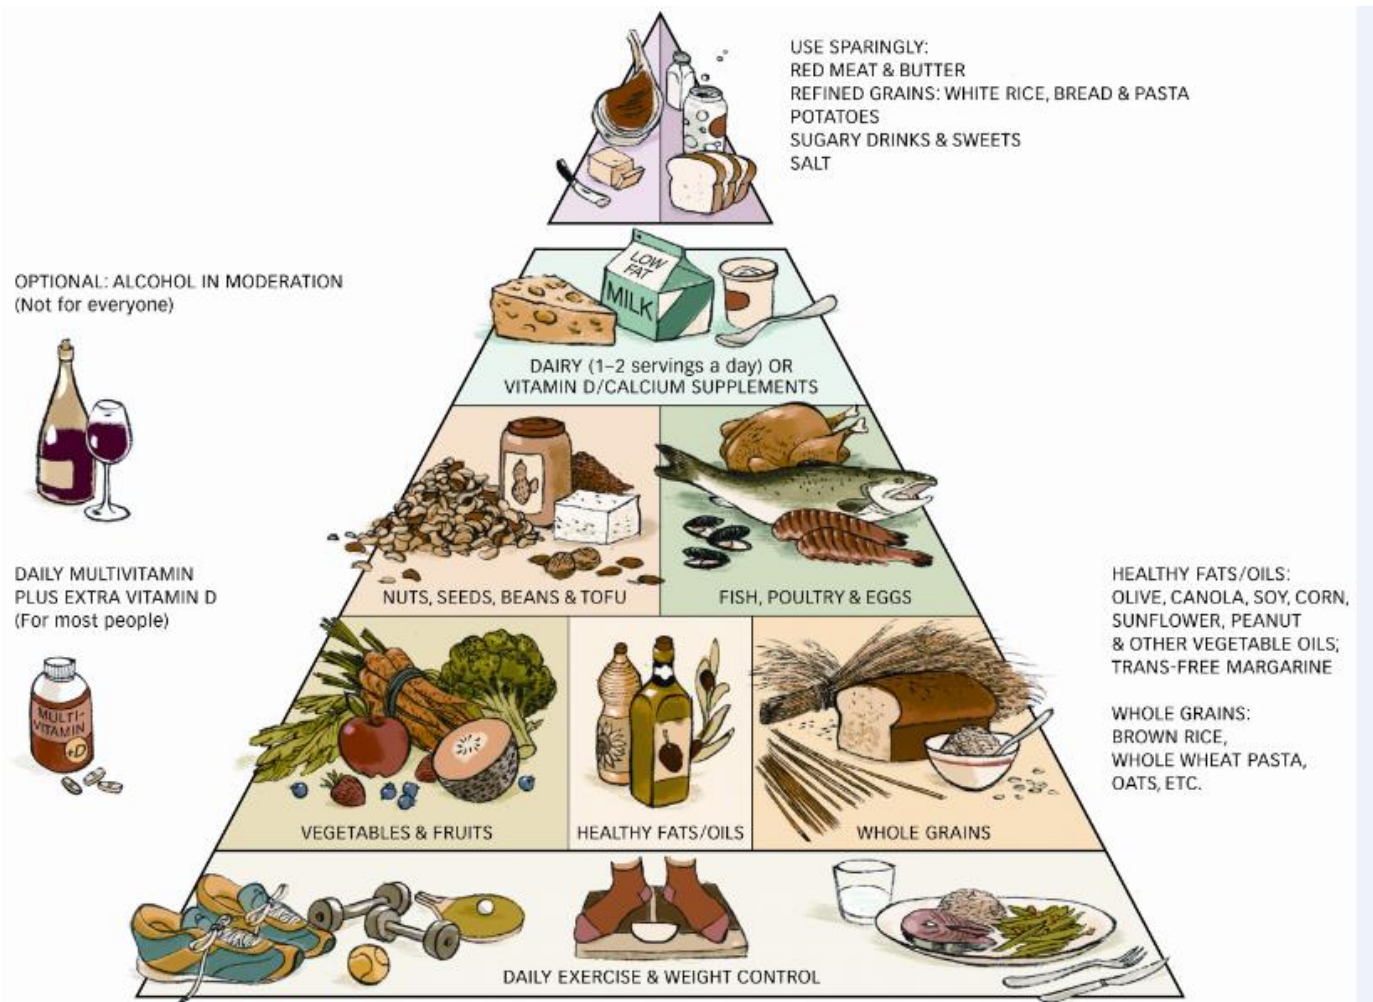 USE SPARINGLY:
RED MEAT & BUTTER
REFINED GRAINS: WHITE RICE, BREAD & PASTA
POTATOES
SUGARY DRINKS & SWEETS
SALT
OPTIONAL: ALCOHOL IN MODERATION
(Not for everyone)
LOW
FAT
MILK
DAIRY (1–2 servings a day) OR
VITAMIN D/CALCIUM SUPPLEMENTS
NUTS, SEEDS, BEANS & TOFU
FISH, POULTRY & EGGS
DAILY MULTIVITAMIN
PLUS EXTRA VITAMIN D
(For most people)
MULTI-
VITAMIN
+D
HEALTHY FATS/OILS:
OLIVE, CANOLA, SOY, CORN,
SUNFLOWER, PEANUT
& OTHER VEGETABLE OILS;
TRANS-FREE MARGARINE
WHOLE GRAINS:
BROWN RICE,
WHOLE WHEAT PASTA,
OATS, ETC.
VEGETABLES & FRUITS
HEALTHY FATS/OILS
WHOLE GRAINS
DAILY EXERCISE & WEIGHT CONTROL